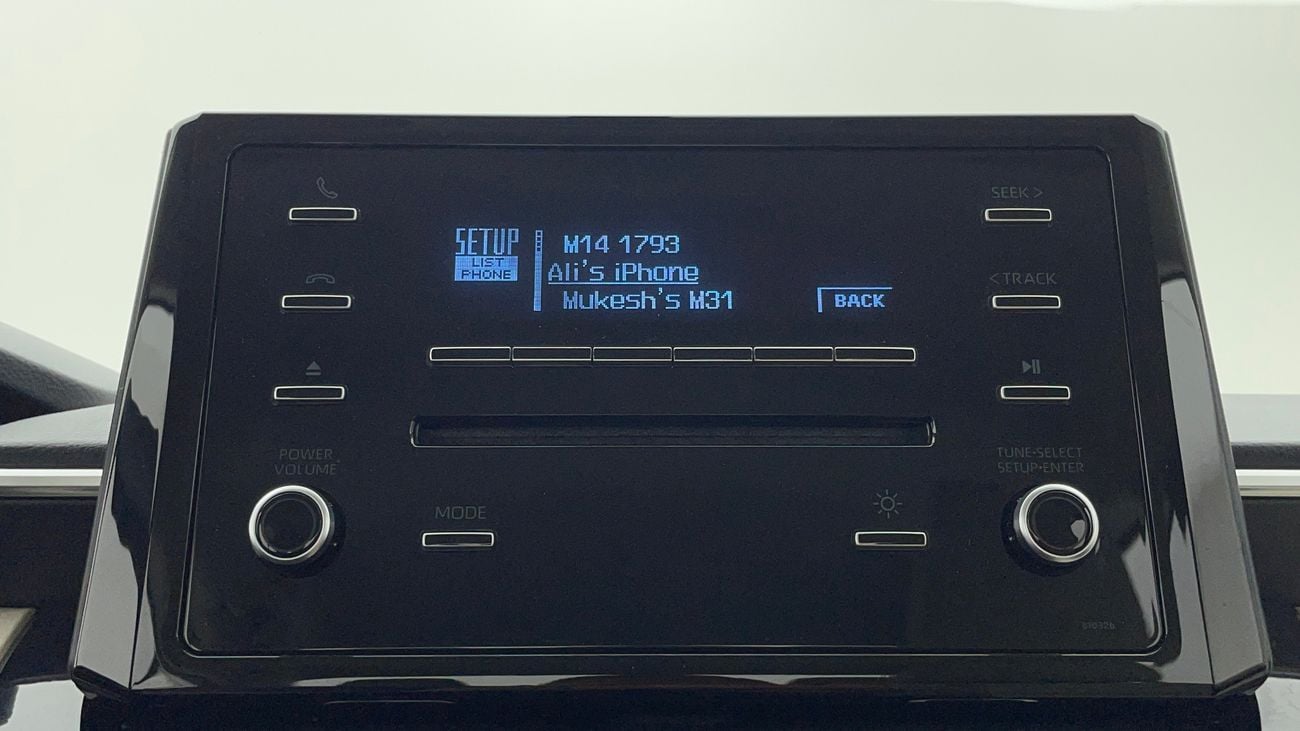 SEEK >
SETUP
LIST
PHONE
M14 1793
Ali's iPhone
Mukesh's M31
BACK
< TRACK
POWER
VOLUME
TUNE•SELECT
SETUP•ENTER
MODE